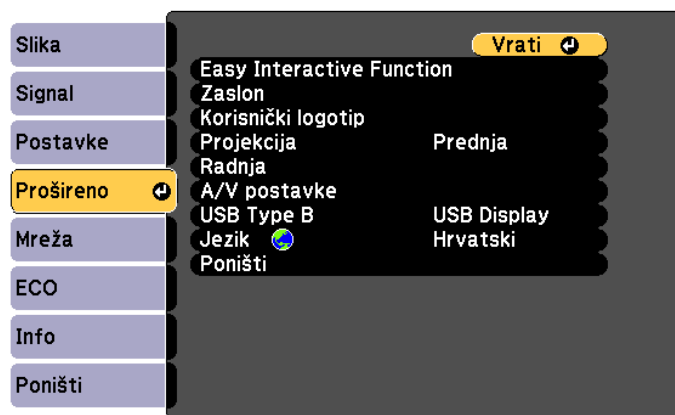 Slika
Signal
Postavke
Prošireno
Mreža
ECO
Info
Poništi
Vrati
Easy Interactive Function
Zaslon
Korisnički logotip
Projekcija Prednja
Radnja
A/V postavke
USB Type B USB Display
Jezik Hrvatski
Poništi